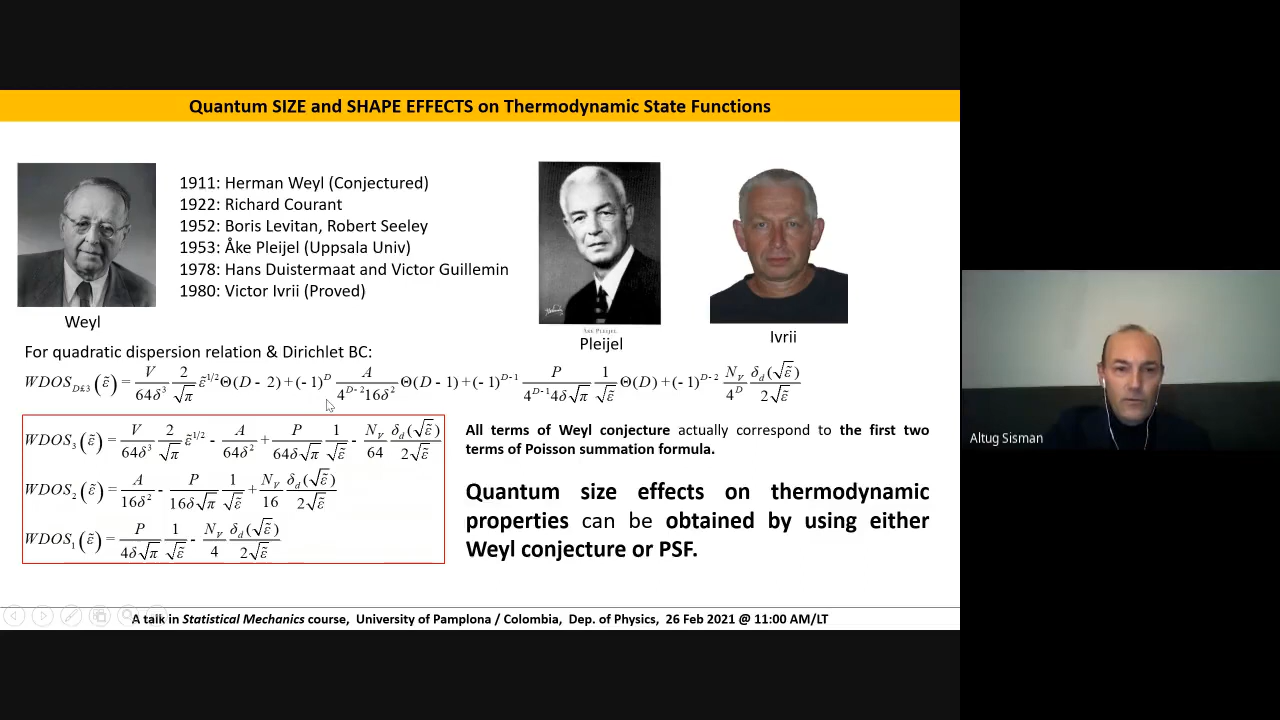 Quantum SIZE and SHAPE EFFECTS on Thermodynamic State Functions
1911: Herman Weyl (Conjectured)
1922: Richard Courant
1952: Boris Levitan, Robert Seeley
1953: Åke Pleijel (Uppsala Univ)
1978: Hans Duistermaat and Victor Guillemin
1980: Victor Ivrii (Proved)
Weyl
ÅKE PLEIJEL.
Pleijel
Ivrii
For quadratic dispersion relation & Dirichlet BC:
WDOS_{D£3}(ε̃) = V/(64δ³) 2/√π ε̃^{1/2} Θ(D − 2) + (−1)^D A/(4^{D−2}16δ²) Θ(D − 1) + (−1)^{D−1} P/(4^{D−1}4δ√π) 1/√ε̃ Θ(D) + (−1)^{D−2} N_V/4^D δ_d(√ε̃)/(2√ε̃)
WDOS_3(ε̃) = V/(64δ³) 2/√π ε̃^{1/2} − A/(64δ²) + P/(64δ√π) 1/√ε̃ − N_V/64 δ_d(√ε̃)/(2√ε̃)
WDOS_2(ε̃) = A/(16δ²) − P/(16δ√π) 1/√ε̃ + N_V/16 δ_d(√ε̃)/(2√ε̃)
WDOS_1(ε̃) = P/(4δ√π) 1/√ε̃ − N_V/4 δ_d(√ε̃)/(2√ε̃)
All terms of Weyl conjecture actually correspond to the first two
terms of Poisson summation formula.
Quantum size effects on thermodynamic
properties can be obtained by using either
Weyl conjecture or PSF.
A talk in Statistical Mechanics course, University of Pamplona / Colombia, Dep. of Physics, 26 Feb 2021 @ 11:00 AM/LT
Altug Sisman